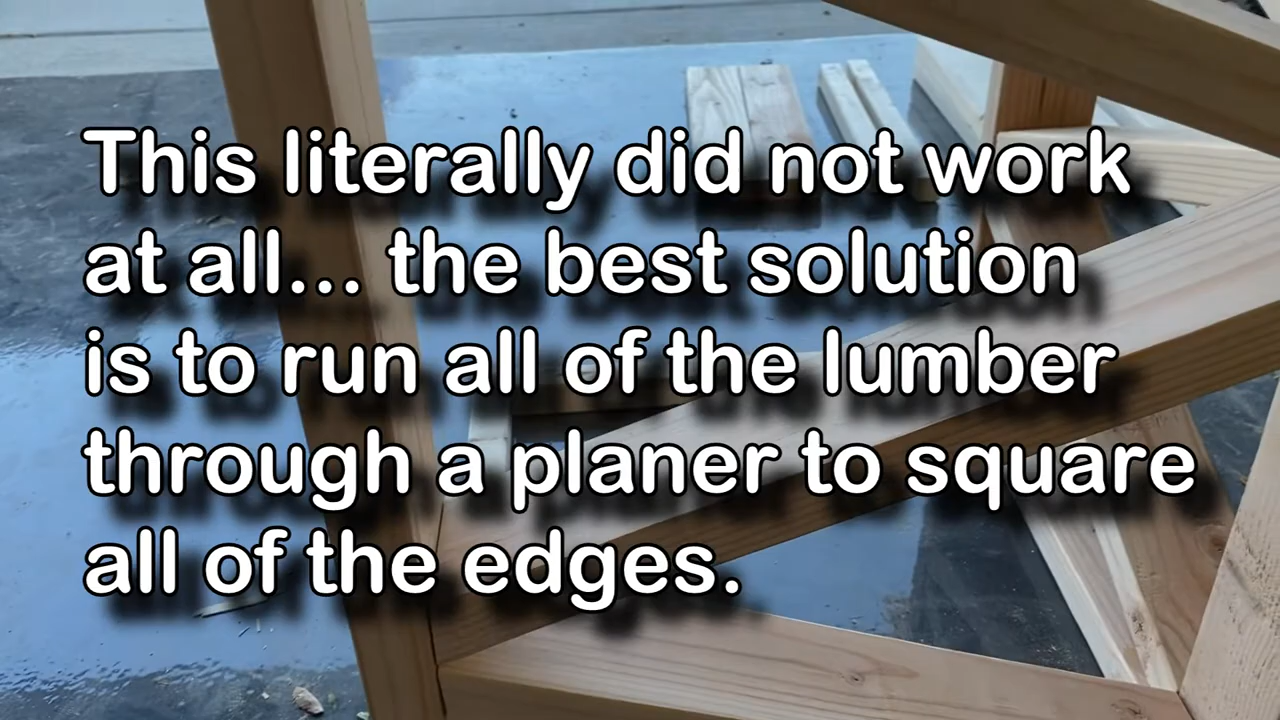 This literally did not work
at all... the best solution
is to run all of the lumber
through a planer to square
all of the edges.